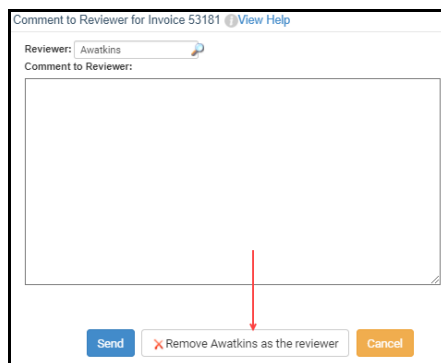 Comment to Reviewer for Invoice 53181 View Help
Reviewer: Awatkins
Comment to Reviewer:
Send Remove Awatkins as the reviewer Cancel